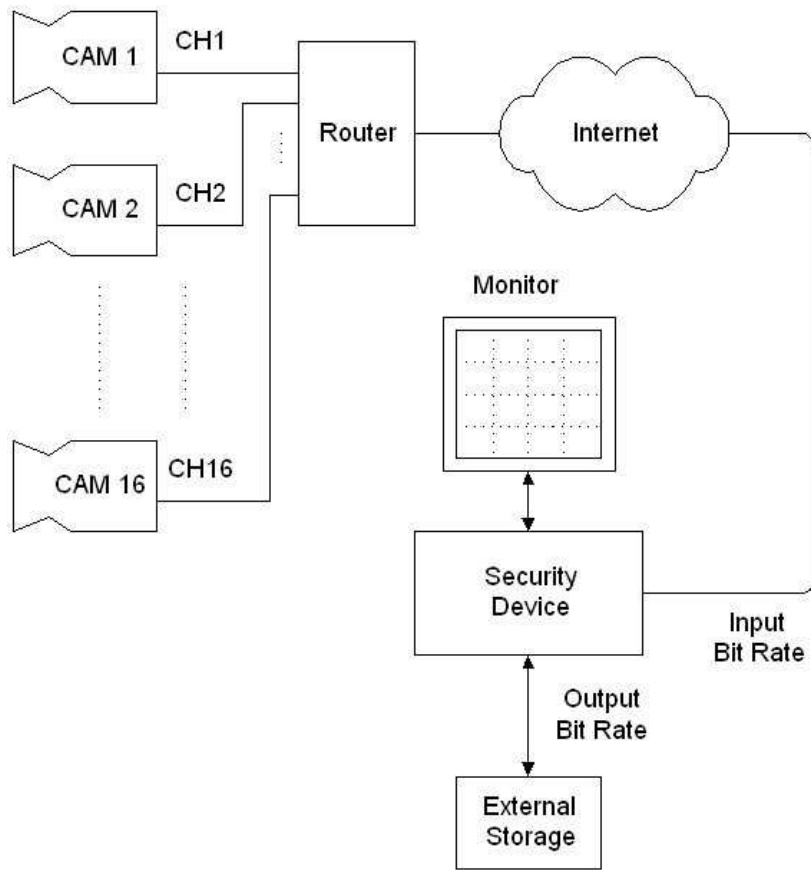 CAM 1
CH1
Router
Internet
CAM 2
CH2
Monitor
CAM 16
CH16
Security
Device
Input
Bit Rate
Output
Bit Rate
External
Storage